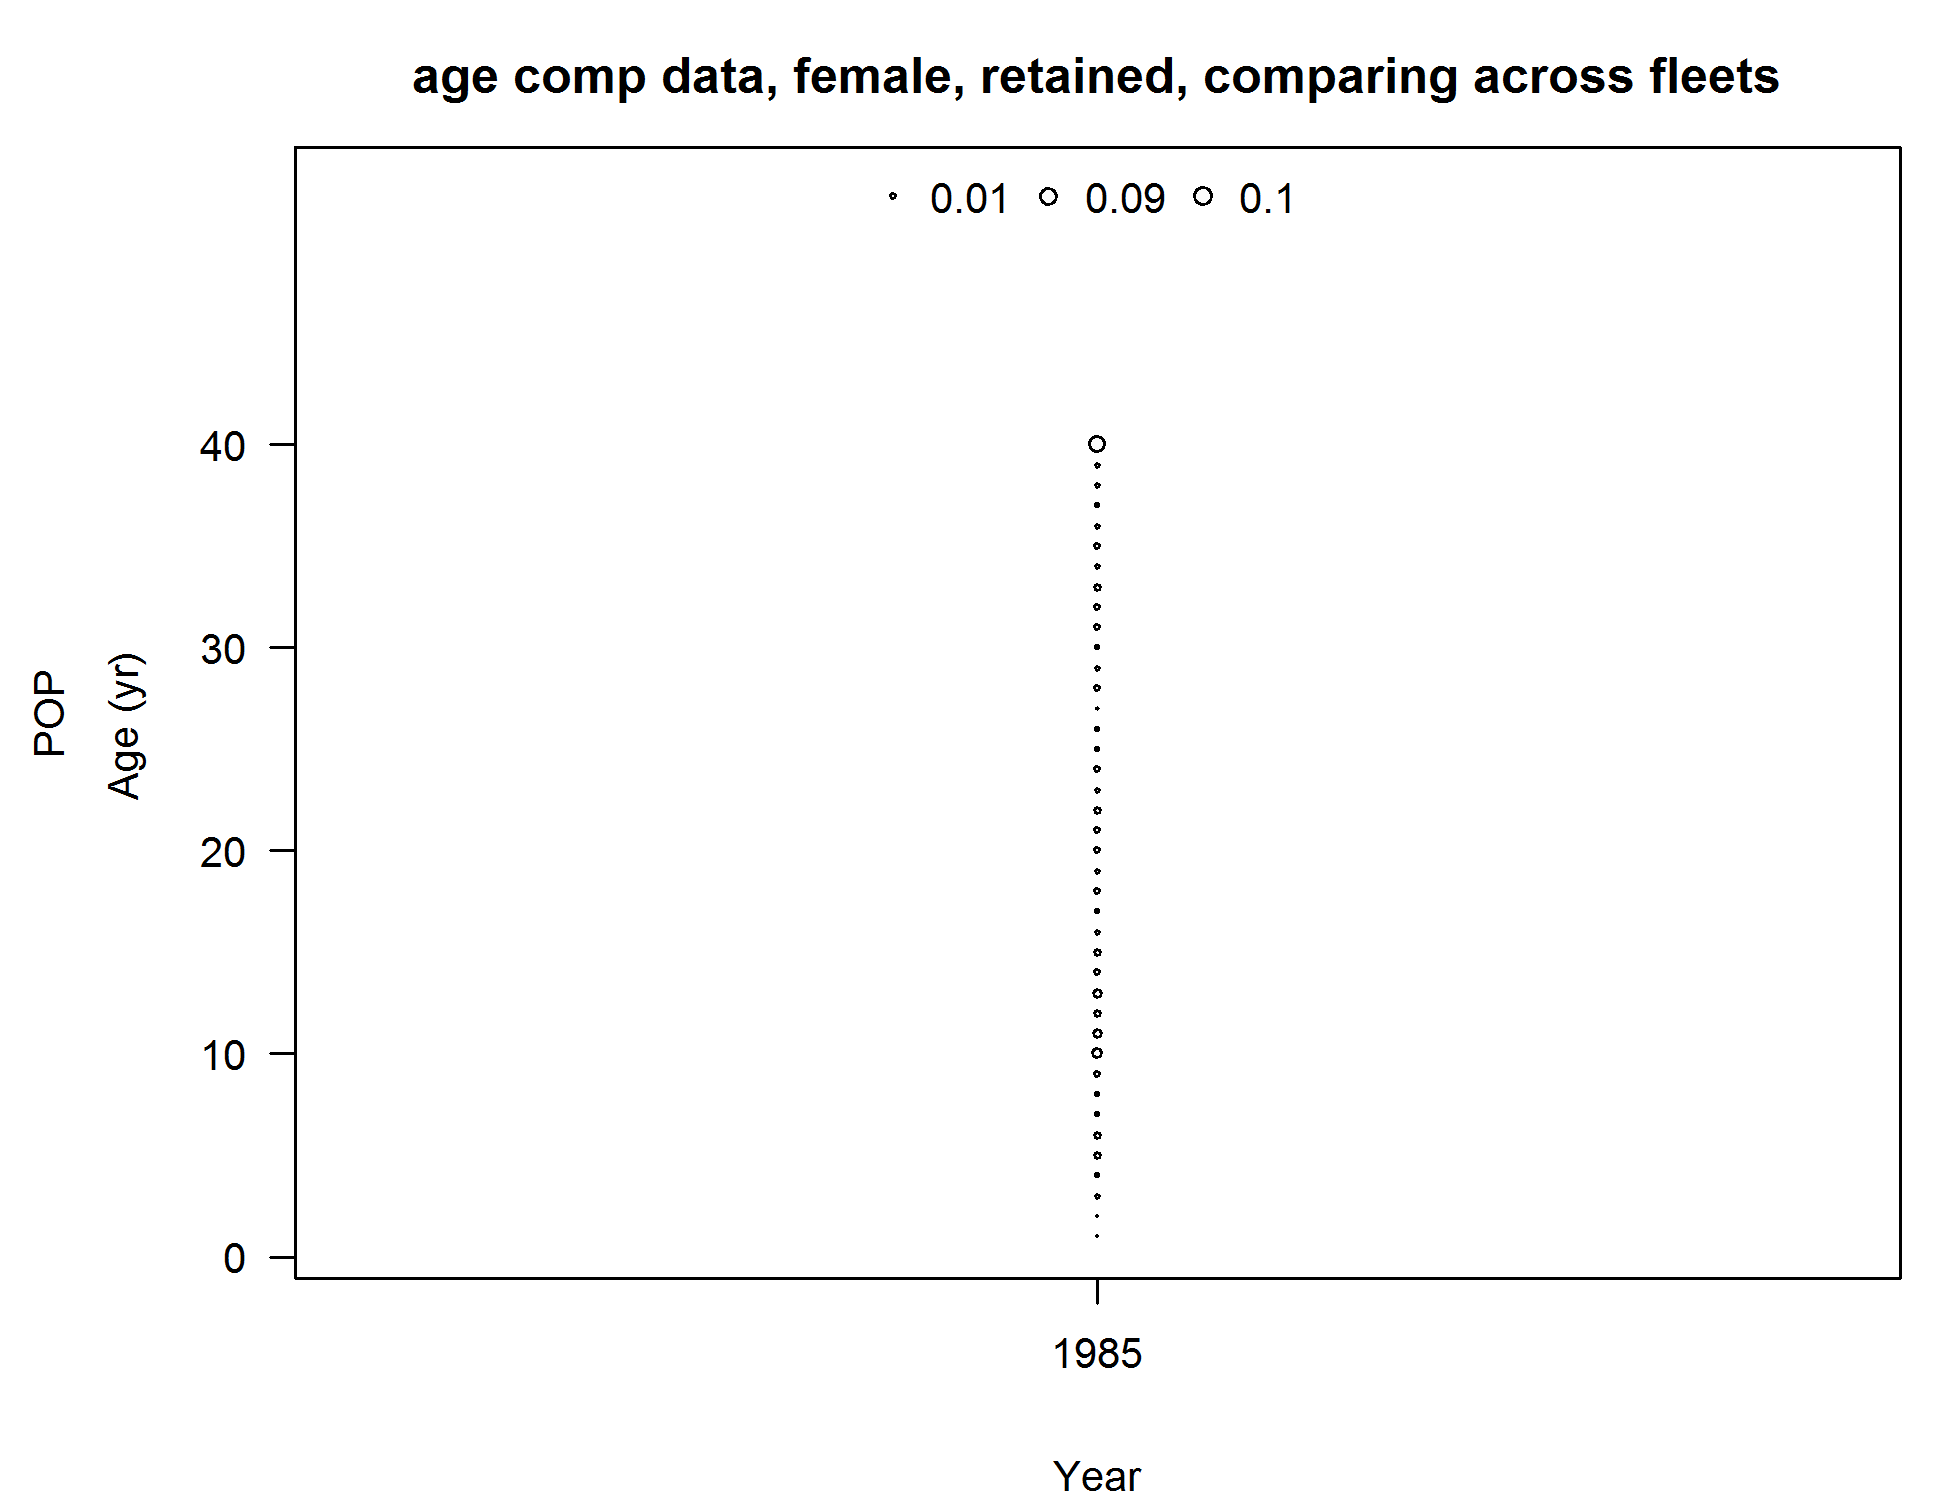 age comp data, female, retained, comparing across fleets
0.01 0.09 0.1
40
30
20
10
0
POP
Age (yr)
1985
Year